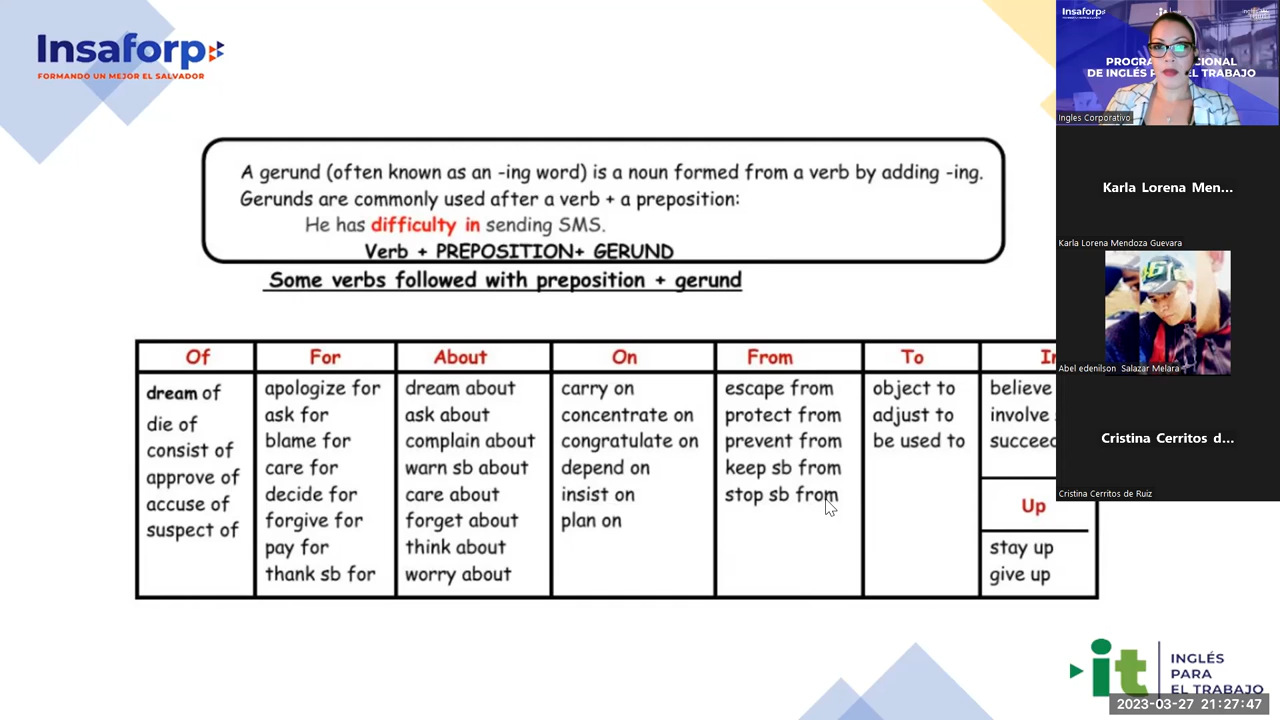 Insaforp
FORMANDO UN MEJOR EL SALVADOR
A gerund (often known as an -ing word) is a noun formed from a verb by adding -ing.
Gerunds are commonly used after a verb + a preposition:
He has difficulty in sending SMS.
Verb + PREPOSITION+ GERUND
Some verbs followed with preposition + gerund
Of
dream of
die of
consist of
approve of
accuse of
suspect of
For
apologize for
ask for
blame for
care for
decide for
forgive for
pay for
thank sb for
About
dream about
ask about
complain about
warn sb about
care about
forget about
think about
worry about
On
carry on
concentrate on
congratulate on
depend on
insist on
plan on
From
escape from
protect from
prevent from
keep sb from
stop sb from
To
object to
adjust to
be used to
believe
involve
succeed
Up
stay up
give up
Insaforp
DE INGLÉS EL TRABAJO
Ingles Corporativo
Karla Lorena Men...
Karla Lorena Mendoza Guevara
Abel edenilson Salazar Melara
Cristina Cerritos d...
Cristina Cerritos de Ruiz
it
INGLÉS
PARA
EL TRABAJO
2023-03-27 21:27:47